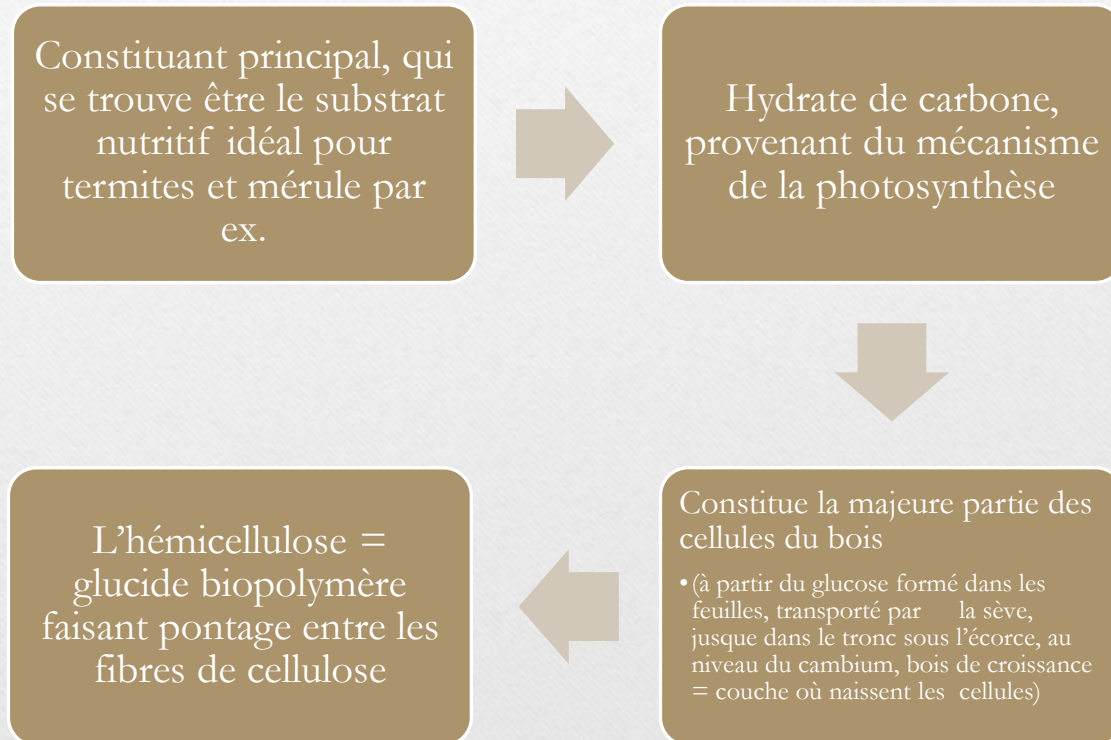 Constituant principal, qui
se trouve être le substrat
nutritif idéal pour
termites et mérule par
ex.
Hydrate de carbone,
provenant du mécanisme
de la photosynthèse
Constitue la majeure partie des
cellules du bois
• (à partir du glucose formé dans les
feuilles, transporté par la sève,
jusque dans le tronc sous l'écorce, au
niveau du cambium, bois de croissance
= couche où naissent les cellules)
L'hémicellulose =
glucide biopolymère
faisant pontage entre les
fibres de cellulose